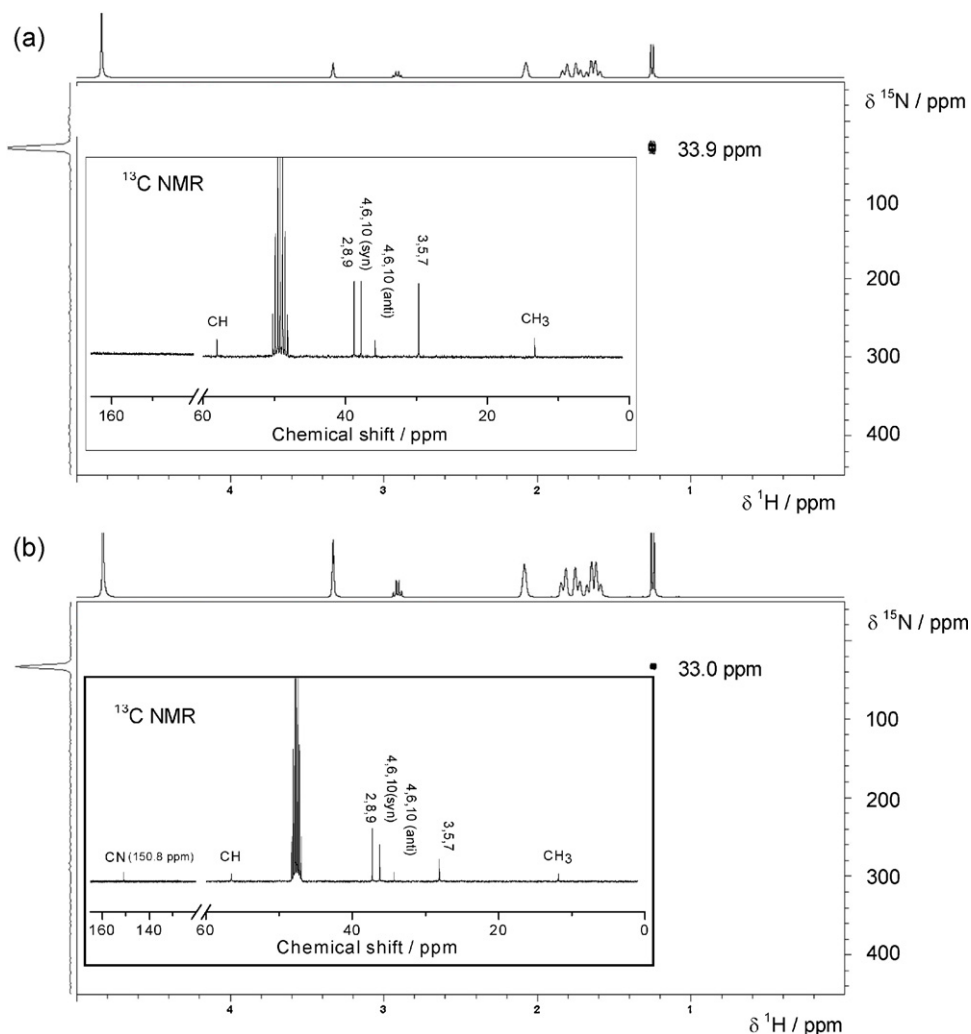 (a)
δ ¹⁵N / ppm
33.9 ppm
¹³C NMR
100
200
300
400
CH
2,8,9
4,6,10 (syn)
4,6,10 (anti)
3,5,7
CH₃
160
60
40
20
0
Chemical shift / ppm
4
3
2
1
δ ¹H / ppm
(b)
δ ¹⁵N / ppm
33.0 ppm
¹³C NMR
100
200
300
400
CN (150.8 ppm)
CH
2,8,9
4,6,10(syn)
4,6,10 (anti)
3,5,7
CH₃
160
140
60
40
20
0
Chemical shift / ppm
4
3
2
1
δ ¹H / ppm